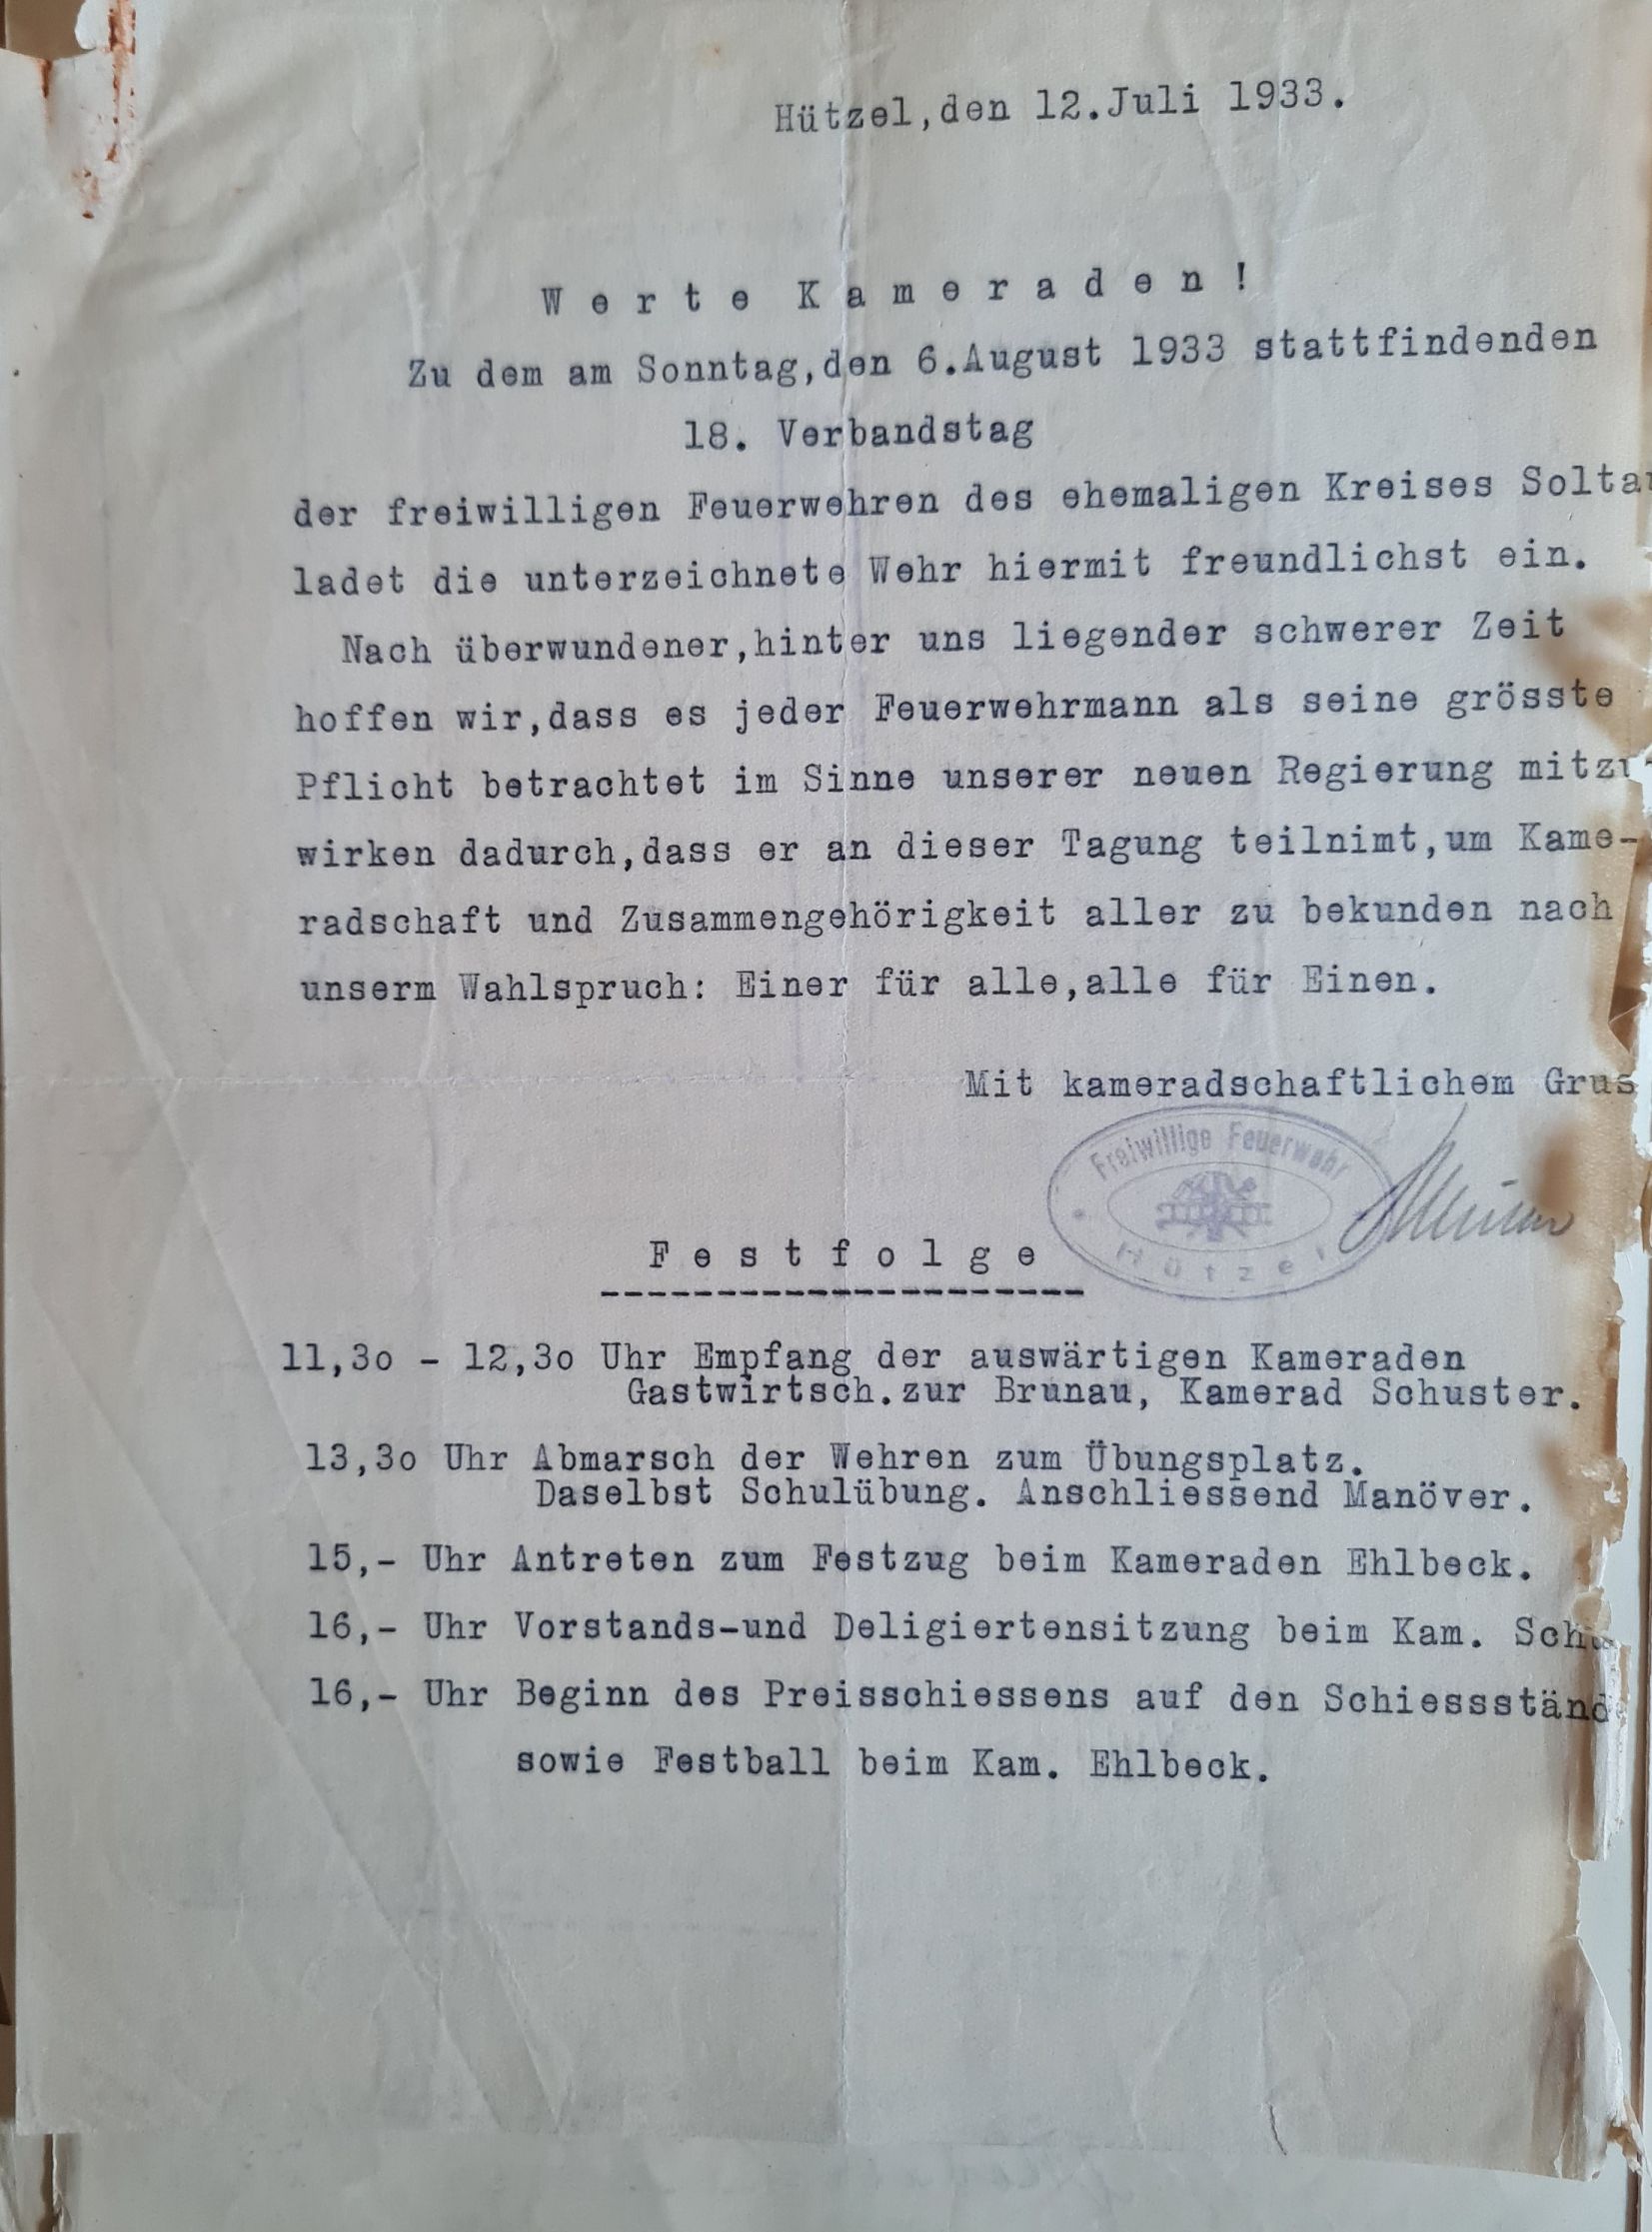 Hützel,den 12.Juli 1933.
W e r t e K a m e r a d e n !
Zu dem am Sonntag,den 6.August 1933 stattfindenden
18. Verbandstag
der freiwilligen Feuerwehren des ehemaligen Kreises Soltau
ladet die unterzeichnete Wehr hiermit freundlichst ein.
Nach überwundener,hinter uns liegender schwerer Zeit
hoffen wir,dass es jeder Feuerwehrmann als seine grösste
Pflicht betrachtet im Sinne unserer neuen Regierung mitzu-
wirken dadurch,dass er an dieser Tagung teilnimt,um Kame-
radschaft und Zusammengehörigkeit aller zu bekunden nach
unserm Wahlspruch: Einer für alle,alle für Einen.
Mit kameradschaftlichem Grus
Freiwillige Feuerwehr
Hützel
F e s t f o l g e
--------------------
11,3o - 12,3o Uhr Empfang der auswärtigen Kameraden
Gastwirtsch.zur Brunau, Kamerad Schuster.
13,3o Uhr Abmarsch der Wehren zum Übungsplatz.
Daselbst Schulübung. Anschliessend Manöver.
15,- Uhr Antreten zum Festzug beim Kameraden Ehlbeck.
16,- Uhr Vorstands-und Deligiertensitzung beim Kam. Schu
16,- Uhr Beginn des Preisschiessens auf den Schiessständ
sowie Festball beim Kam. Ehlbeck.